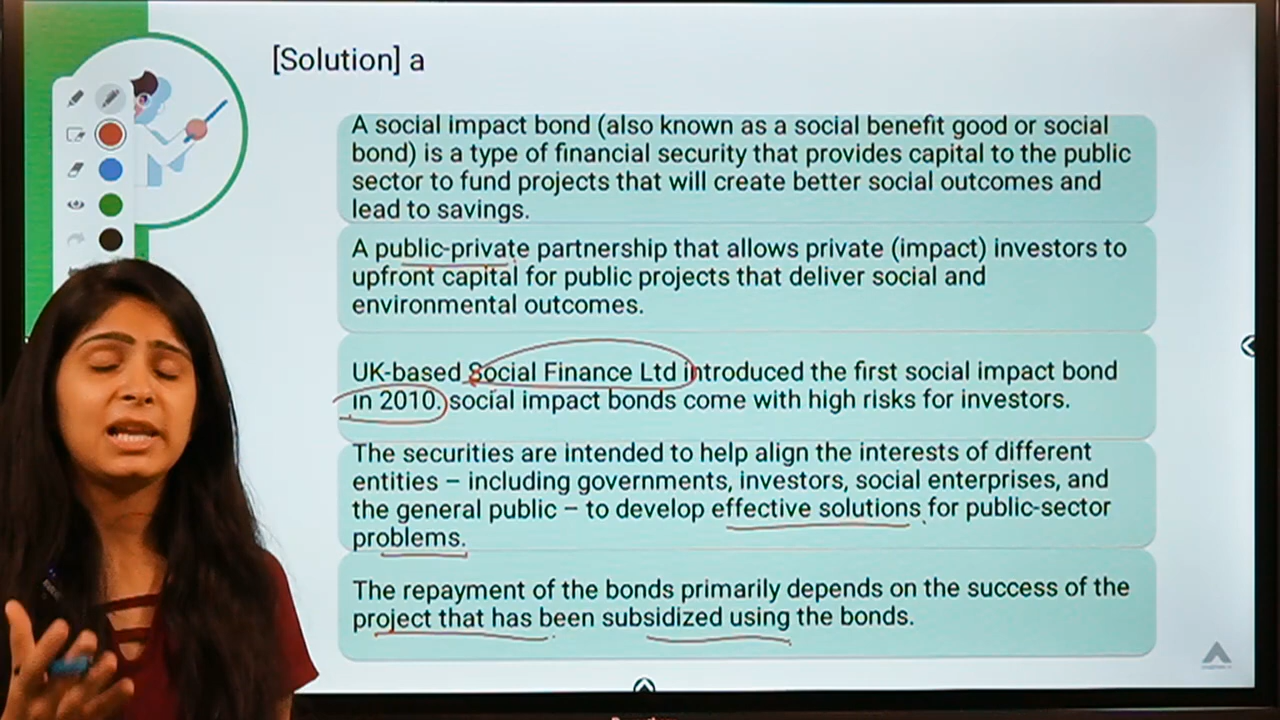 [Solution] a
A social impact bond (also known as a social benefit good or social
bond) is a type of financial security that provides capital to the public
sector to fund projects that will create better social outcomes and
lead to savings.
A public-private partnership that allows private (impact) investors to
upfront capital for public projects that deliver social and
environmental outcomes.
UK-based Social Finance Ltd introduced the first social impact bond
in 2010. social impact bonds come with high risks for investors.
The securities are intended to help align the interests of different
entities – including governments, investors, social enterprises, and
the general public – to develop effective solutions for public-sector
problems.
The repayment of the bonds primarily depends on the success of the
project that has been subsidized using the bonds.